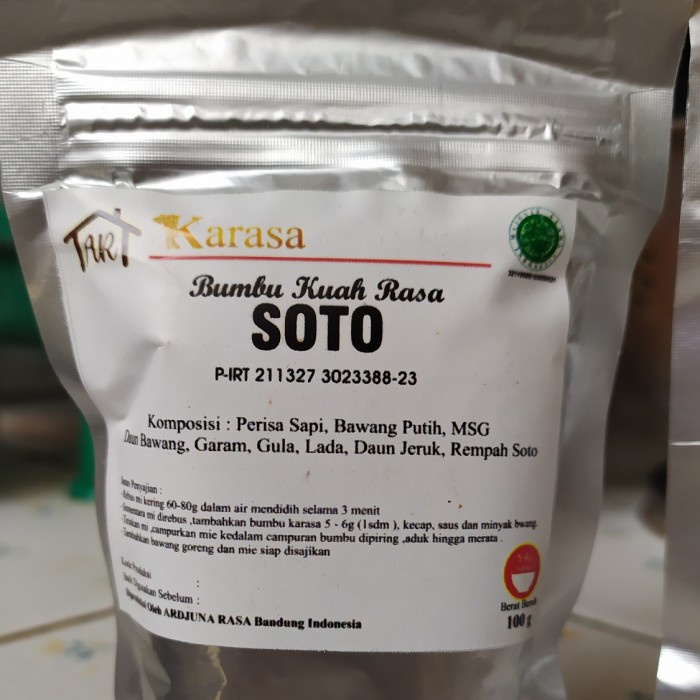 TART Karasa
Bumbu Kuah Rasa
SOTO
P-IRT 211327 3023388-23
Komposisi : Perisa Sapi, Bawang Putih, MSG
Daun Bawang, Garam, Gula, Lada, Daun Jeruk, Rempah Soto
Penyajian :
-Rebus mi kering 60-80g dalam air mendidih selama 3 menit
-Sementara mi direbus ,tambahkan bumbu karasa 5 - 6g (1sdm ), kecap, saus dan minyak bwang.
-Tiriskan mi ,campurkan mie kedalam campuran bumbu dipiring ,aduk hingga merata .
-Tambahkan bawang goreng dan mie siap disajikan
Kode Produksi :
Baik Digunakan Sebelum :
Diproduksi Oleh ARDJUNA RASA Bandung Indonesia
Berat Bersih
100 g